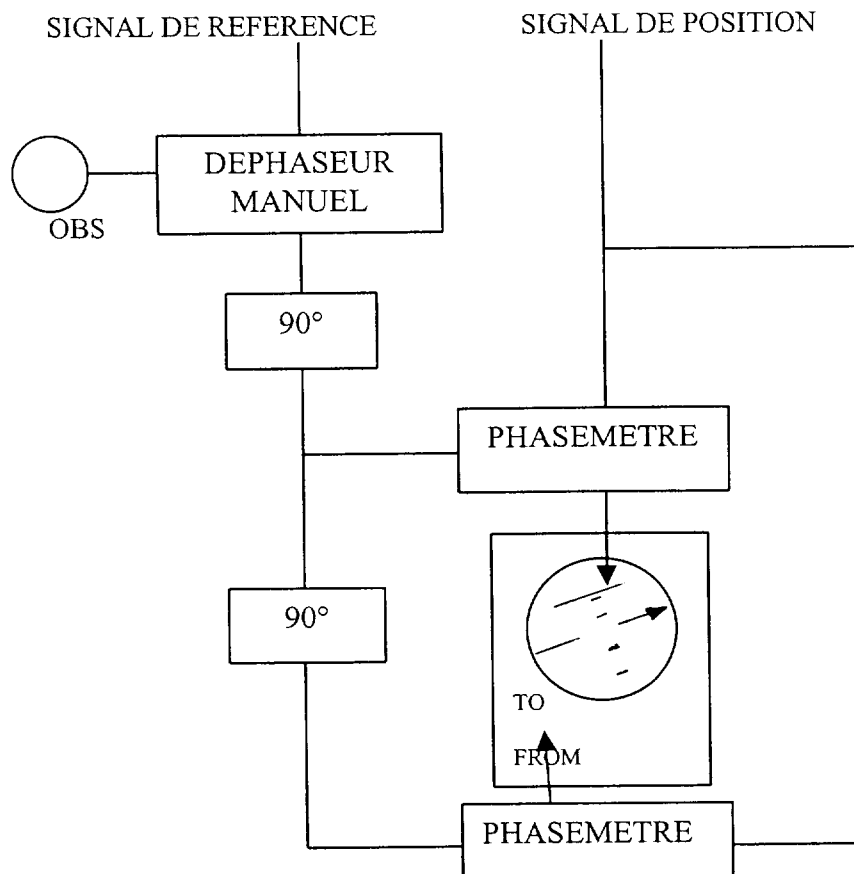 SIGNAL DE REFERENCE
SIGNAL DE POSITION
DEPHASEUR
MANUEL
OBS
90°
PHASEMETRE
90°
TO
FROM
PHASEMETRE